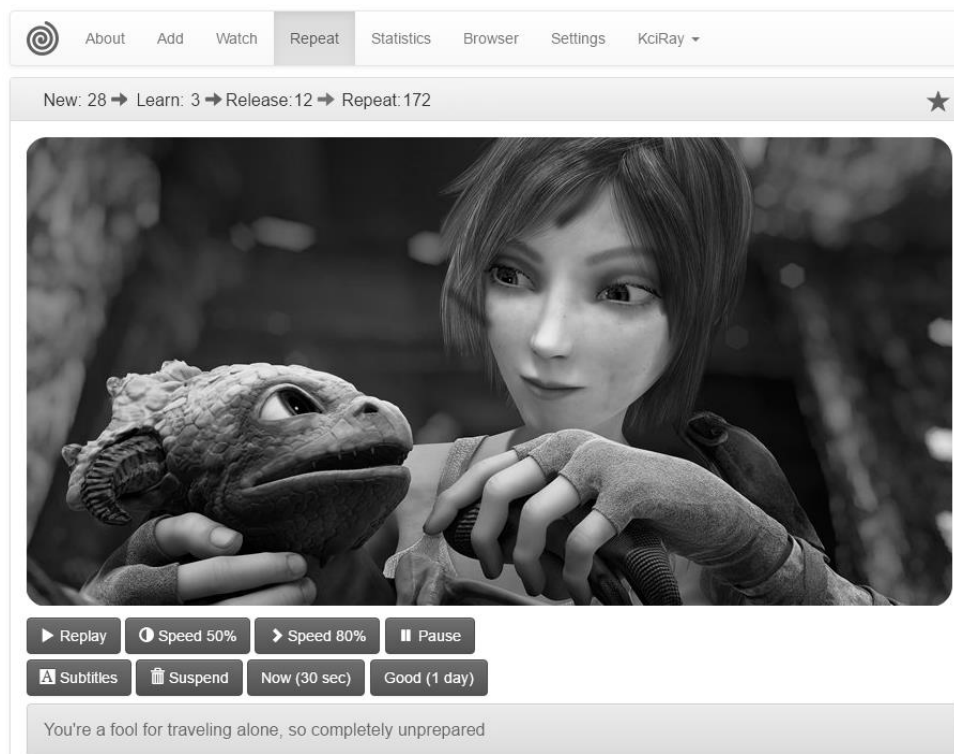 About Add Watch Repeat Statistics Browser Settings KciRay
New: 28 ➡ Learn: 3 ➡ Release:12 ➡ Repeat:172
Replay Speed 50% Speed 80% Pause
A Subtitles Suspend Now (30 sec) Good (1 day)
You're a fool for traveling alone, so completely unprepared